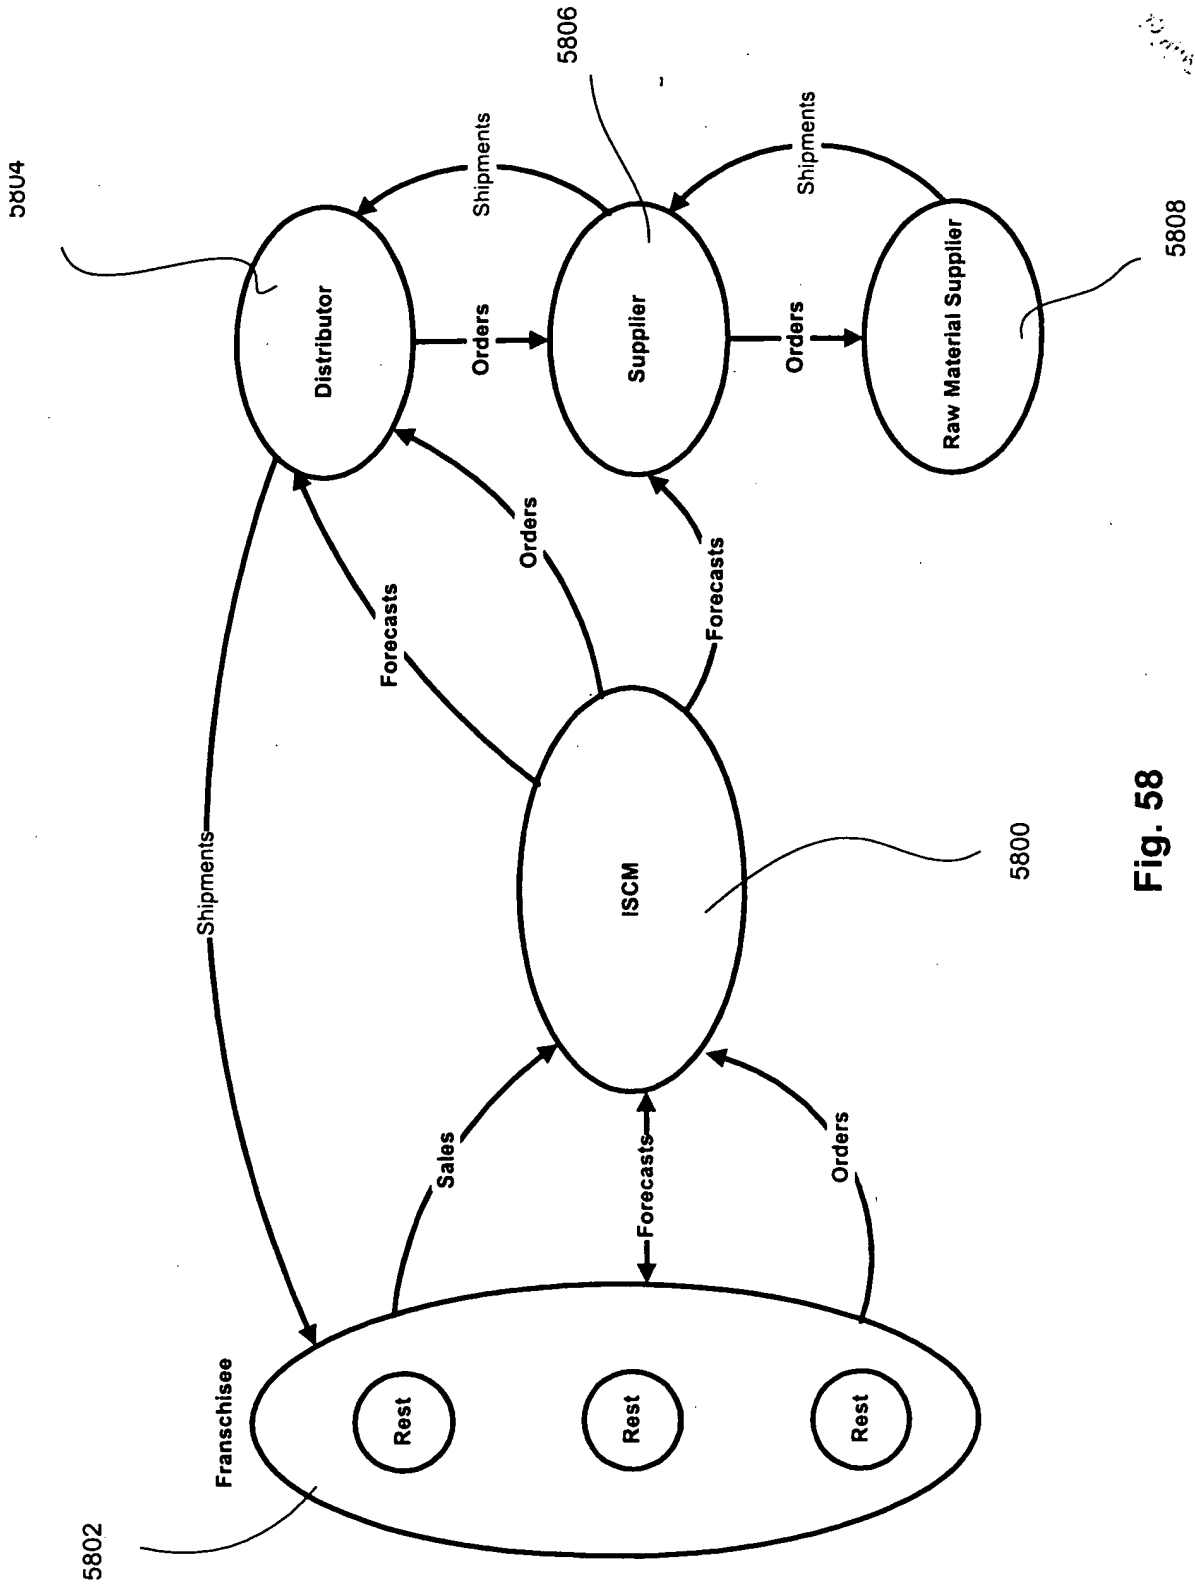 5802
Franschisee
Rest
Rest
Rest
Shipments
Sales
Forecasts
Orders
ISCM
5800
Forecasts
Orders
Forecasts
5804
Distributor
Orders
Shipments
5806
Supplier
Orders
Shipments
Raw Material Supplier
5808
Fig. 58